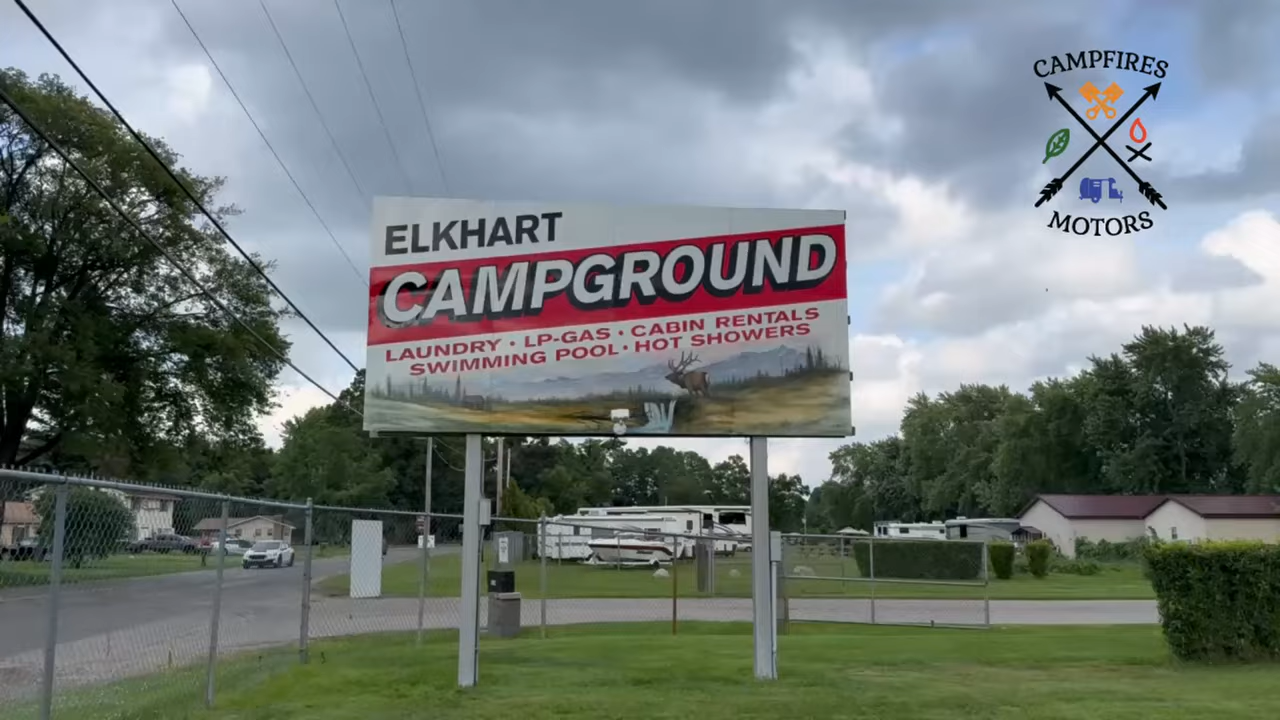 ELKHART
CAMPGROUND
LAUNDRY · LP-GAS · CABIN RENTALS
SWIMMING POOL · HOT SHOWERS
CAMPFIRES
MOTORS